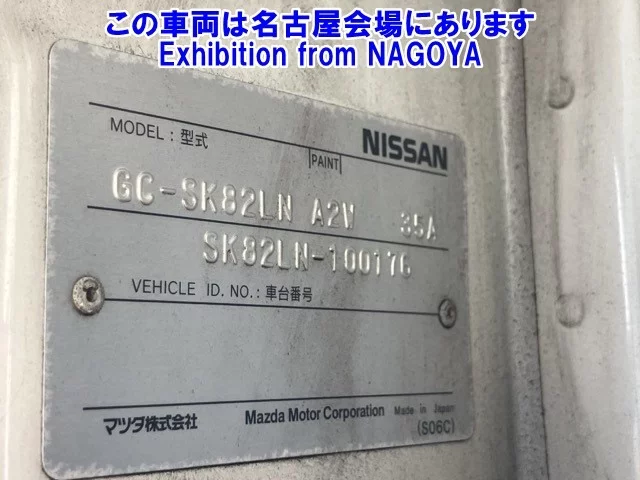 この車両は名古屋会場にあります
Exhibition from NAGOYA
MODEL : 型式 PAINT NISSAN
GC-SK82LN A2W 35A
SK82LN-100176
VEHICLE ID. NO. : 車台番号
マツダ株式会社 Mazda Motor Corporation Made in Japan
(S06C)